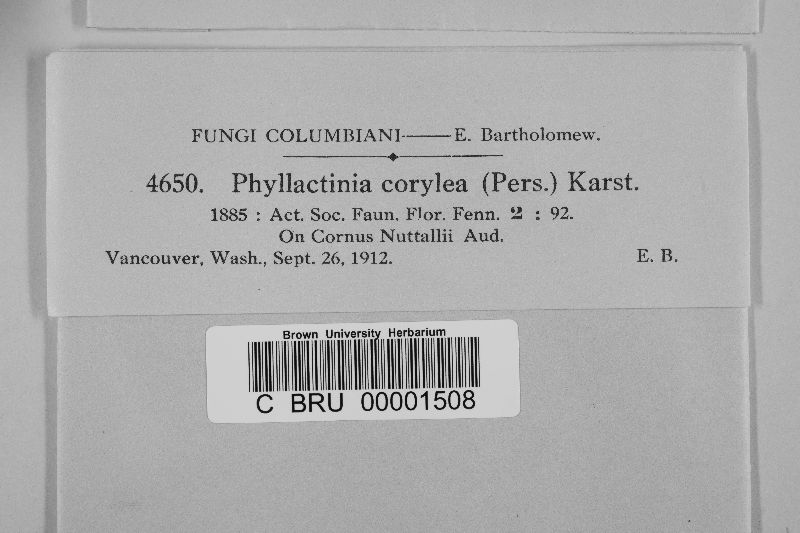 FUNGI COLUMBIANI—E. Bartholomew.
4650. Phyllactinia corylea (Pers.) Karst.
1885 : Act. Soc. Faun. Flor. Fenn. 2 : 92.
On Cornus Nuttallii Aud.
Vancouver, Wash., Sept. 26, 1912. E. B.
Brown University Herbarium
C BRU 00001508